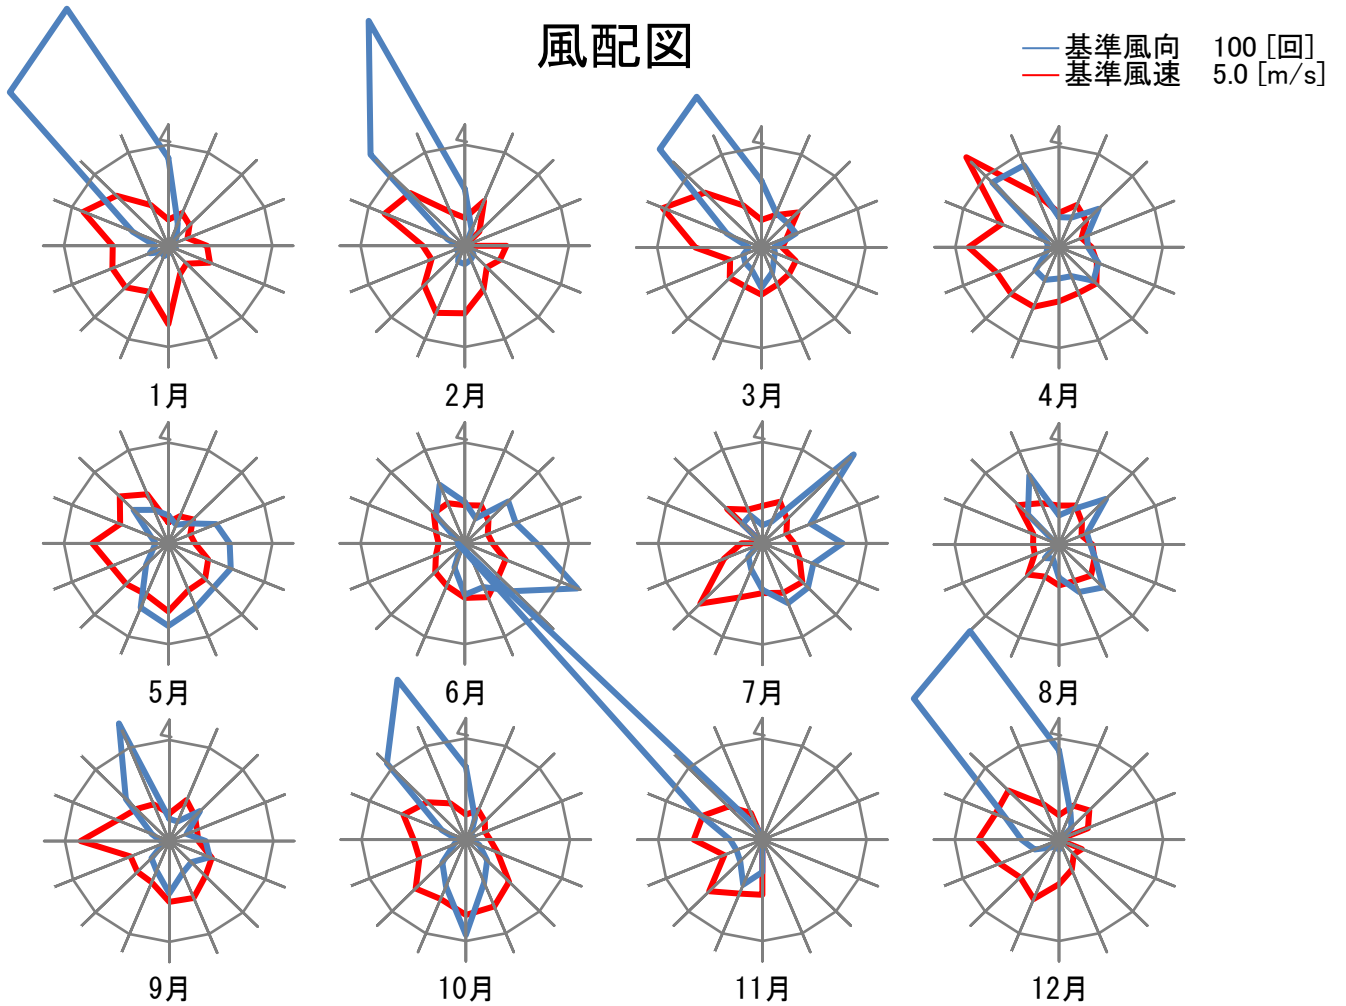 風配図
基準風向 100 [回]
基準風速 5.0 [m/s]
1月
2月
3月
4月
5月
6月
7月
8月
9月
10月
11月
12月